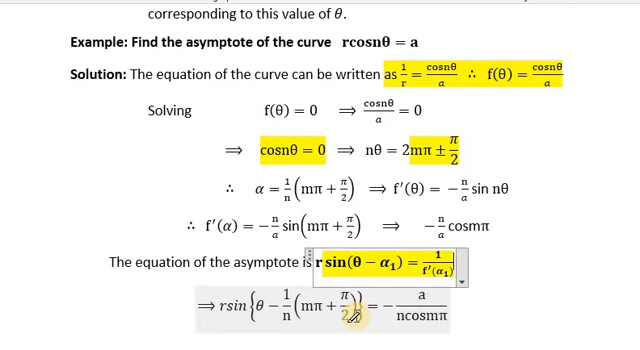 corresponding to this value of θ.
Example: Find the asymptote of the curve rcosnθ = a
Solution: The equation of the curve can be written as 1/r = cosnθ/a ∴ f(θ) = cosnθ/a
Solving f(θ) = 0 ⟹ cosnθ/a = 0
⟹ cosnθ = 0 ⟹ nθ = 2mπ ± π/2
∴ α = 1/n (mπ + π/2) ⟹ f′(θ) = −n/a sin nθ
∴ f′(α) = −n/a sin(mπ + π/2) ⟹ −n/a cosmπ
The equation of the asymptote is r sin(θ − α₁) = 1/f′(α₁)
⟹ rsin{θ − 1/n (mπ + π/2)} = − a/ncosmπ